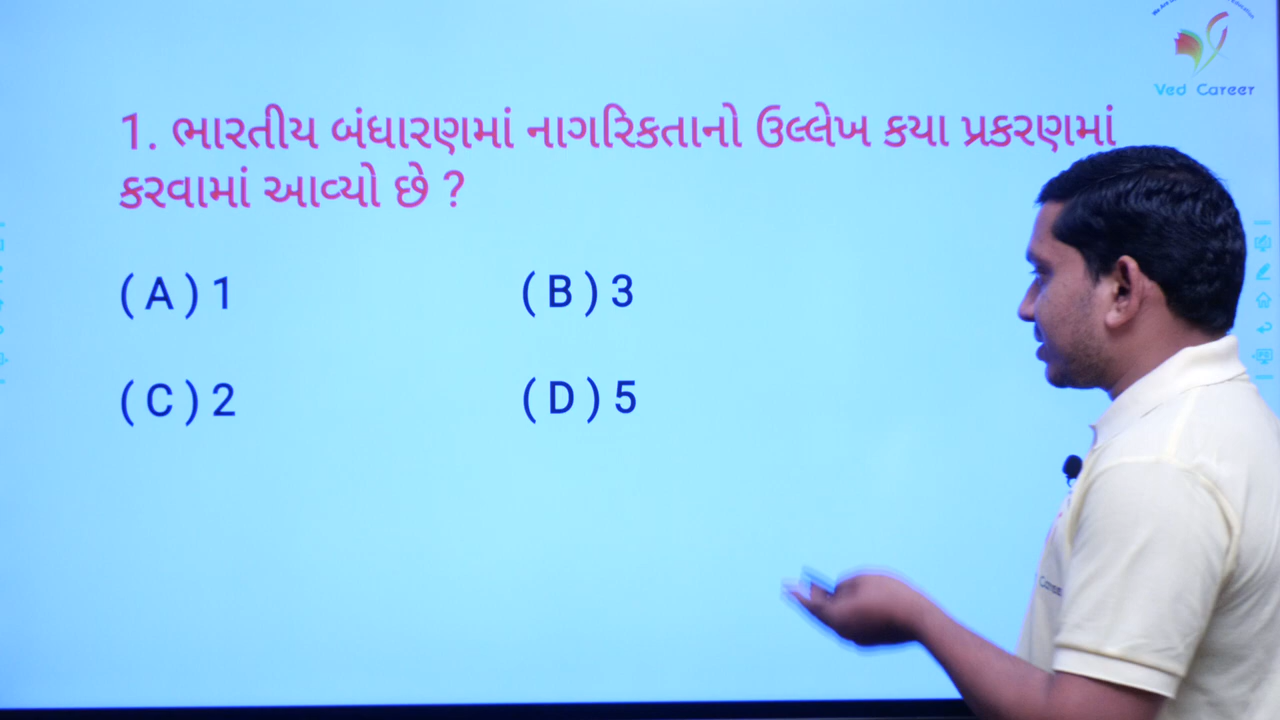 1. ભારતીય બંધારણમાં નાગરિકતાનો ઉલ્લેખ કયા પ્રકરણમાં
કરવામાં આવ્યો છે ?
( A ) 1
( B ) 3
( C ) 2
( D ) 5
Ved Career